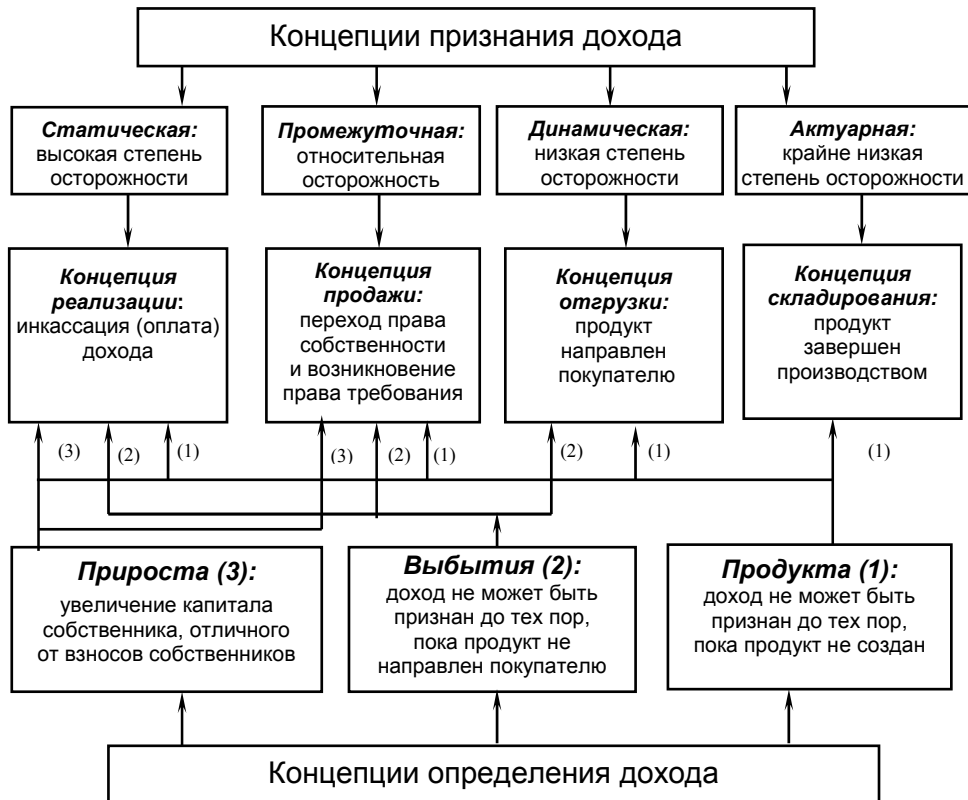 Концепции признания дохода
Статическая:
высокая степень
осторожности
Промежуточная:
относительная
осторожность
Динамическая:
низкая степень
осторожности
Актуарная:
крайне низкая
степень осторожности
Концепция
реализации:
инкассация (оплата)
дохода
Концепция
продажи:
переход права
собственности
и возникновение
права требования
Концепция
отгрузки:
продукт
направлен
покупателю
Концепция
складирования:
продукт
завершен
производством
(3)
(2)
(1)
(3)
(2)
(1)
(2)
(1)
(1)
Прироста (3):
увеличение капитала
собственника, отличного
от взносов собственников
Выбытия (2):
доход не может быть
признан до тех пор,
пока продукт не
направлен покупателю
Продукта (1):
доход не может быть
признан до тех пор,
пока продукт не создан
Концепции определения дохода